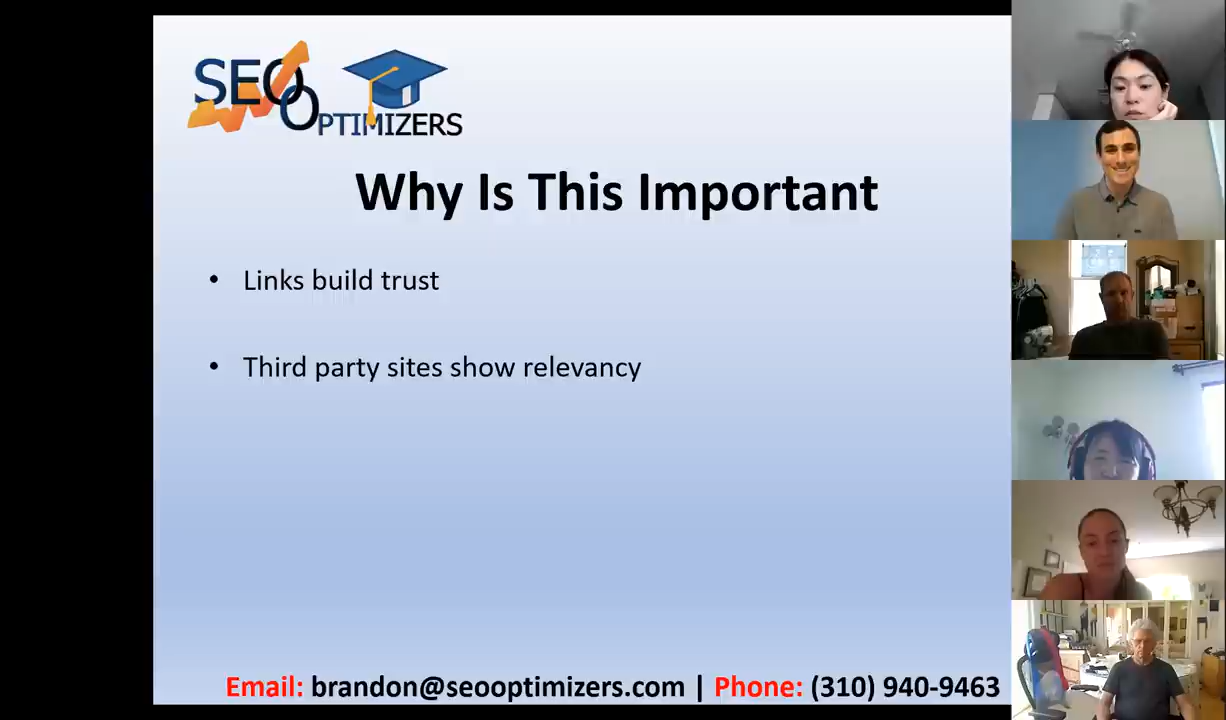 SEO OPTIMIZERS
Why Is This Important
• Links build trust
• Third party sites show relevancy
Email: brandon@seooptimizers.com | Phone: (310) 940-9463